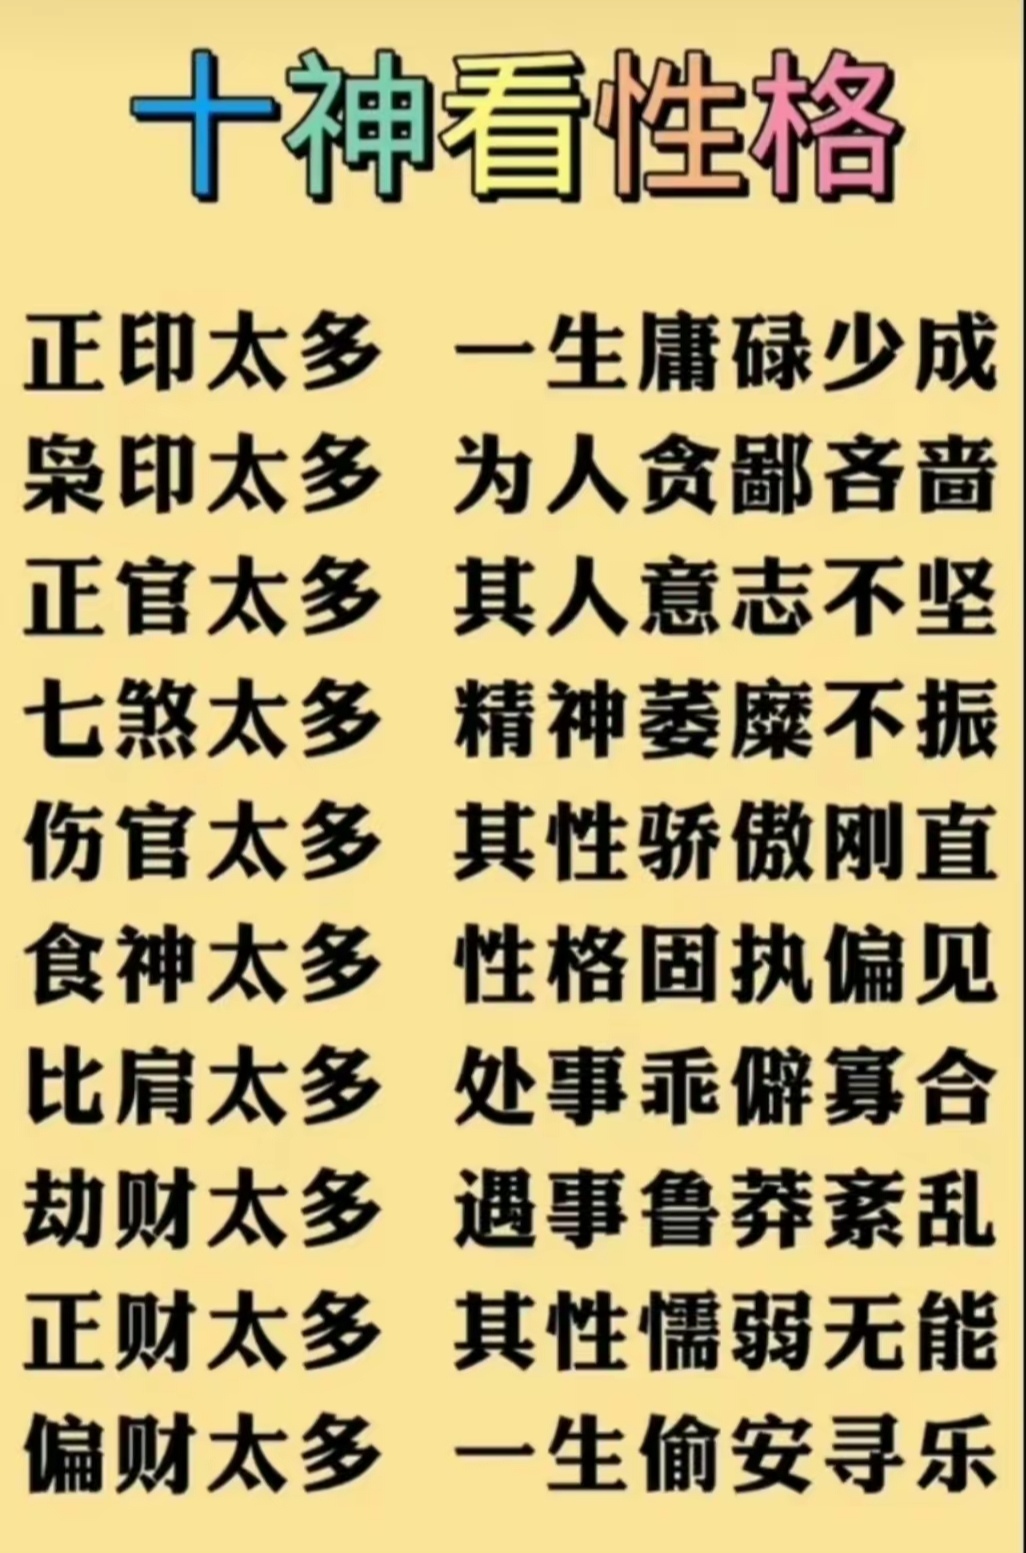 十神看性格
正印太多 一生庸碌少成
枭印太多 为人贪鄙吝啬
正官太多 其人意志不坚
七煞太多 精神萎糜不振
伤官太多 其性骄傲刚直
食神太多 性格固执偏见
比肩太多 处事乖僻寡合
劫财太多 遇事鲁莽紊乱
正财太多 其性懦弱无能
偏财太多 一生偷安寻乐